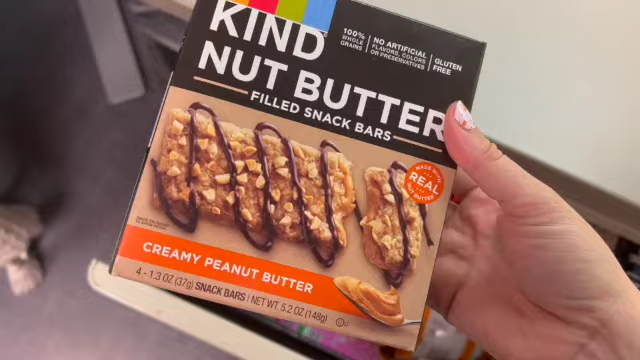 KIND
100%
WHOLE
GRAINS
NO ARTIFICIAL
FLAVORS, COLORS
OR PRESERVATIVES
GLUTEN
FREE
NUT BUTTER
FILLED SNACK BARS
MADE WITH
REAL
NUT BUTTER
CREAMY PEANUT BUTTER
4 - 1.3 OZ (37g) SNACK BARS | NET WT 5.2 OZ (148g)